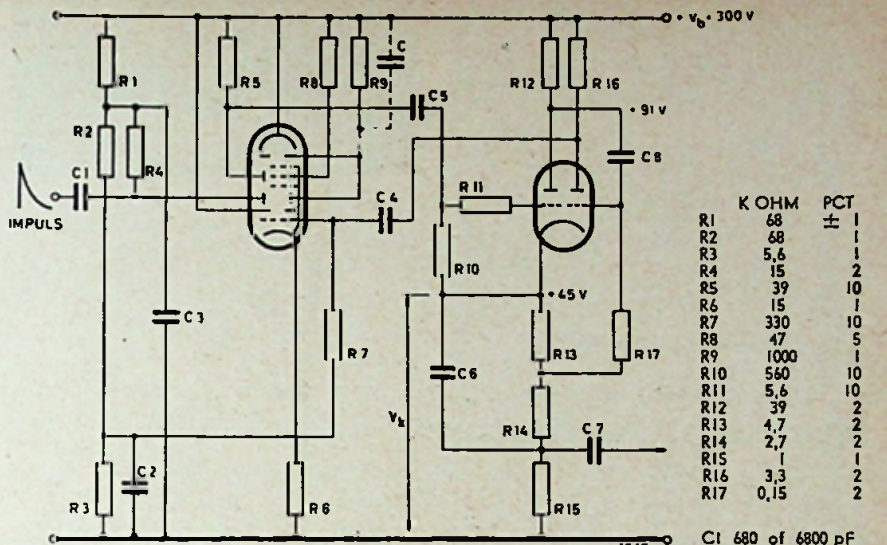 + Vb = 300 V
R1
R5
R8
R9
C
R12
R16
R2
R4
C5
+ 91 V
C1
C8
IMPULS
C4
R11
K OHM PCT
R1 68 ± 1
R2 68 1
R3 5,6 1
R4 15 2
R5 39 10
R6 15 1
R7 330 10
R8 47 5
R9 1000 1
R10 560 10
R11 5,6 10
R12 39 2
R13 4,7 2
R14 2,7 2
R15 1 1
R16 3,3 2
R17 0,15 2
R10
+45V
C3
R7
R13
R17
C6
Vk
R14
C7
R3
C2
R6
R15
C1 680 of 6800 pF